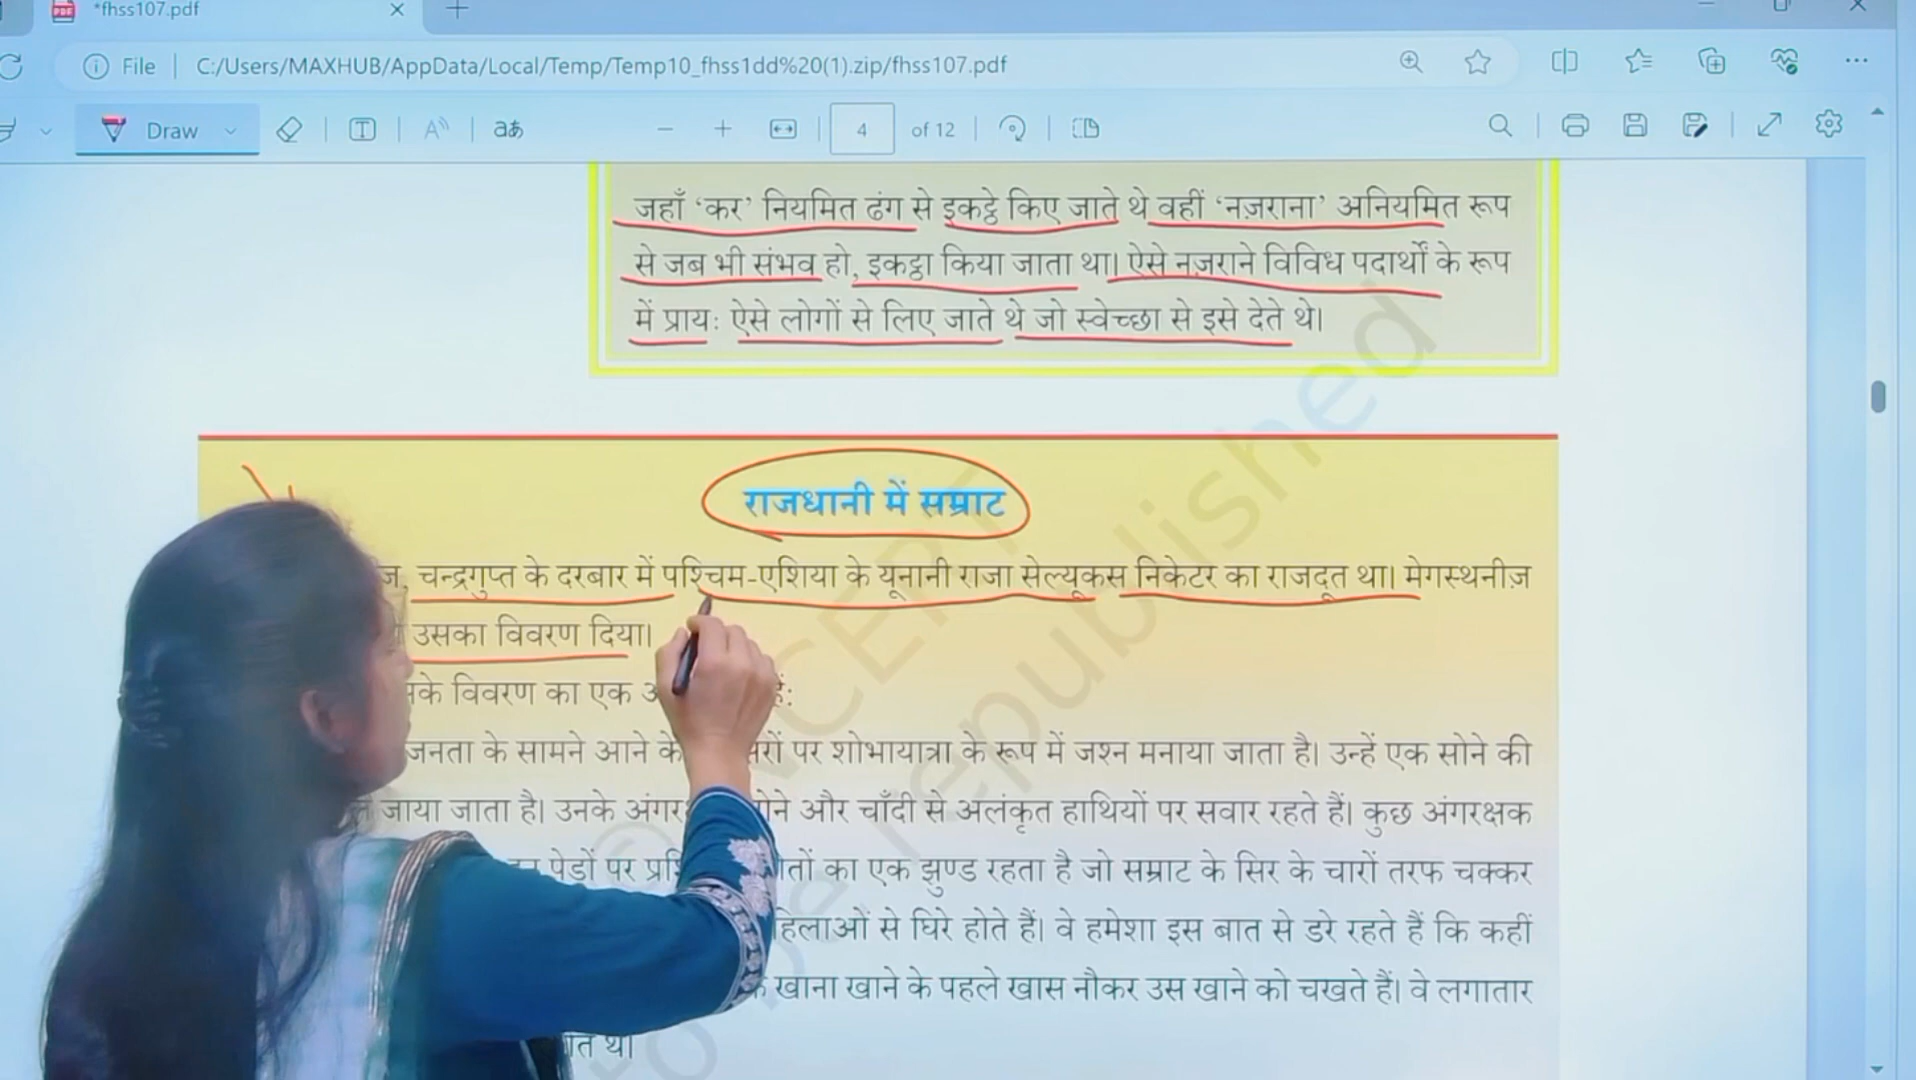 *fhss107.pdf
File | C:/Users/MAXHUB/AppData/Local/Temp/Temp10_fhss1dd%20(1).zip/fhss107.pdf
Draw
4 of 12
जहाँ ‘कर’ नियमित ढंग से इकट्ठे किए जाते थे वहीं ‘नज़राना’ अनियमित रूप
से जब भी संभव हो, इकट्ठा किया जाता था। ऐसे नज़राने विविध पदार्थों के रूप
में प्रायः ऐसे लोगों से लिए जाते थे जो स्वेच्छा से इसे देते थे।
राजधानी में सम्राट
चन्द्रगुप्त के दरबार में पश्चिम-एशिया के यूनानी राजा सेल्यूकस निकेटर का राजदूत था। मेगस्थनीज़
उसका विवरण दिया।
के विवरण का एक
जनता के सामने आने के पर शोभायात्रा के रूप में जश्न मनाया जाता है। उन्हें एक सोने की
जाया जाता है। उनके और चाँदी से अलंकृत हाथियों पर सवार रहते हैं। कुछ अंगरक्षक
पेडों पर का एक झुण्ड रहता है जो सम्राट के सिर के चारों तरफ चक्कर
से घिरे होते हैं। वे हमेशा इस बात से डरे रहते हैं कि कहीं
खाना खाने के पहले खास नौकर उस खाने को चखते हैं। वे लगातार
थे।
© NCERT
republished